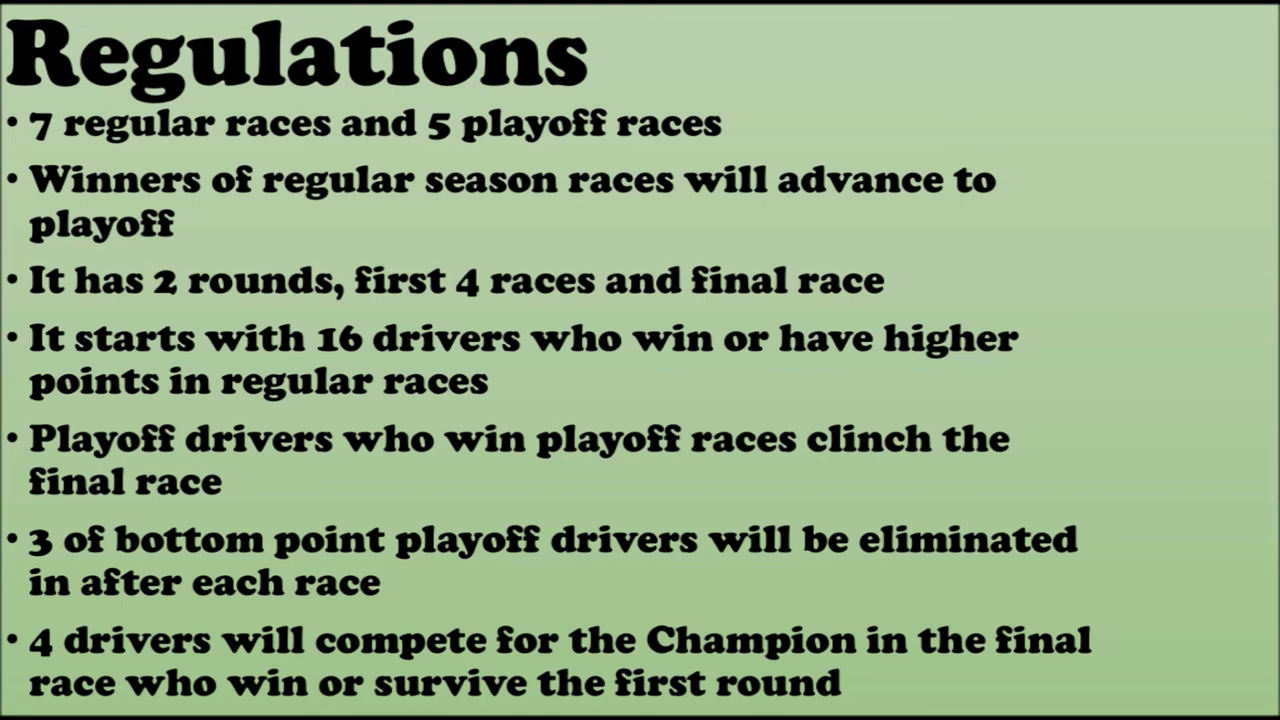 Regulations
• 7 regular races and 5 playoff races
• Winners of regular season races will advance to
playoff
• It has 2 rounds, first 4 races and final race
• It starts with 16 drivers who win or have higher
points in regular races
• Playoff drivers who win playoff races clinch the
final race
• 3 of bottom point playoff drivers will be eliminated
in after each race
• 4 drivers will compete for the Champion in the final
race who win or survive the first round